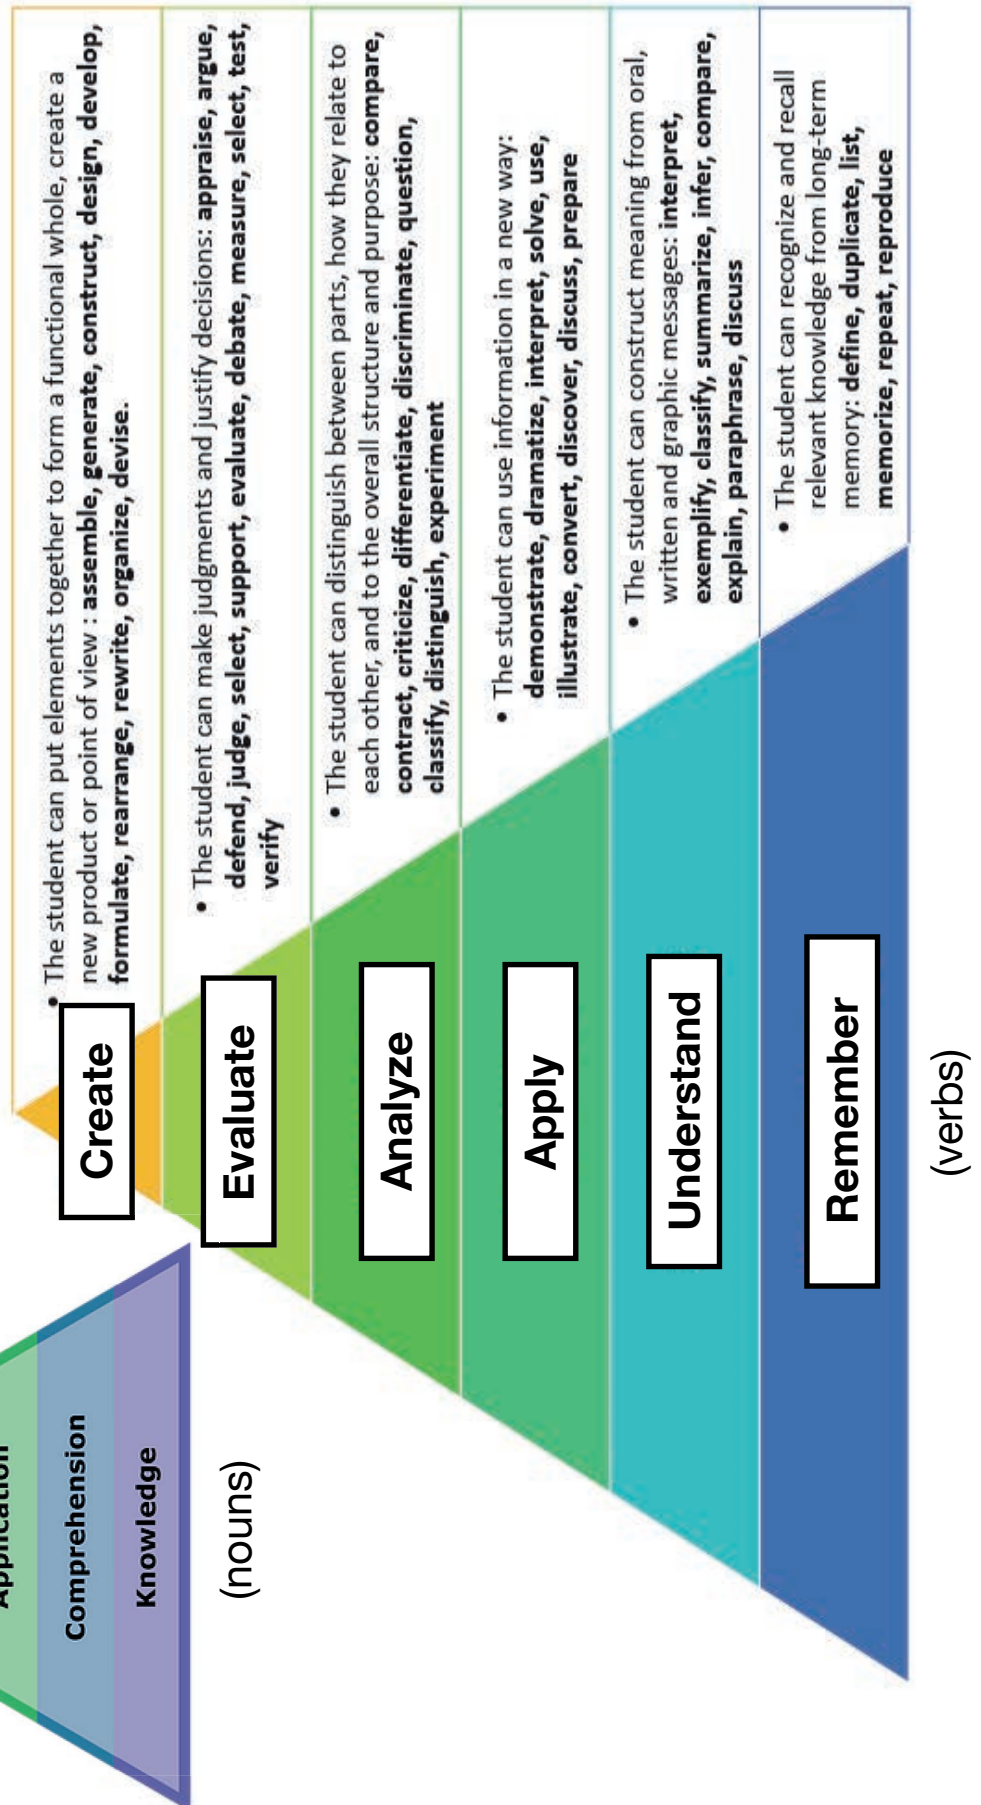 Application
Comprehension
Knowledge
(nouns)
Create
• The student can put elements together to form a functional whole, create a
new product or point of view : assemble, generate, construct, design, develop,
formulate, rearrange, rewrite, organize, devise.
Evaluate
• The student can make judgments and justify decisions: appraise, argue,
defend, judge, select, support, evaluate, debate, measure, select, test,
verify
Analyze
• The student can distinguish between parts, how they relate to
each other, and to the overall structure and purpose: compare,
contract, criticize, differentiate, discriminate, question,
classify, distinguish, experiment
Apply
• The student can use information in a new way:
demonstrate, dramatize, interpret, solve, use,
illustrate, convert, discover, discuss, prepare
Understand
• The student can construct meaning from oral,
written and graphic messages: interpret,
exemplify, classify, summarize, infer, compare,
explain, paraphrase, discuss
Remember
• The student can recognize and recall
relevant knowledge from long-term
memory: define, duplicate, list,
memorize, repeat, reproduce
(verbs)